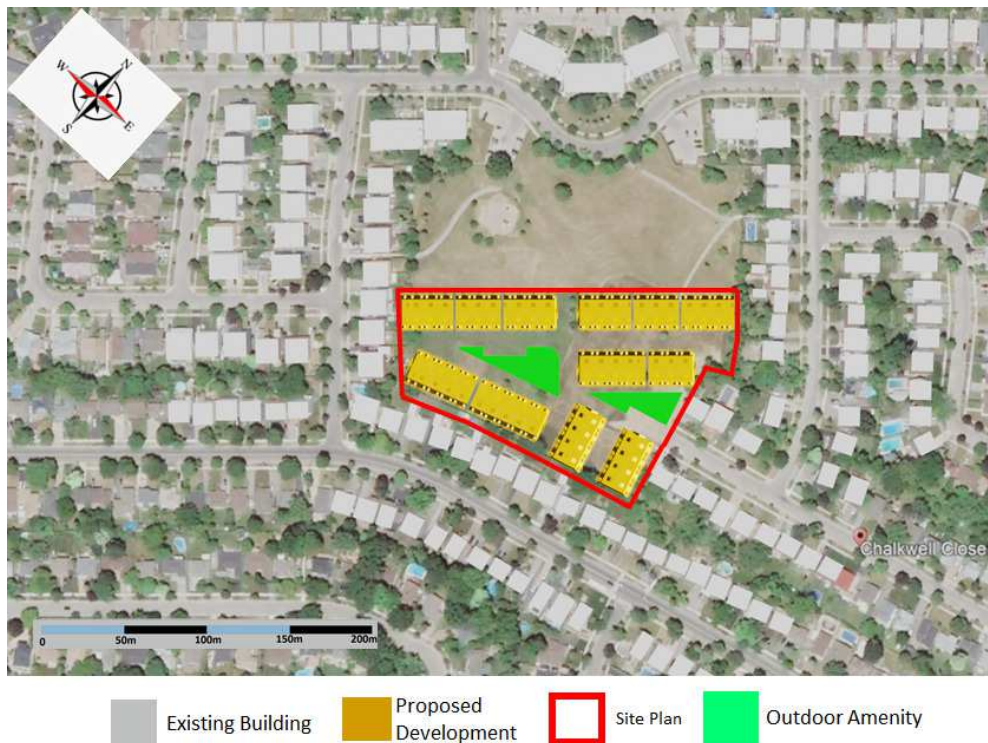 W
N
S
E
Chalkwell Close
0 50m 100m 150m 200m
Existing Building
Proposed
Development
Site Plan
Outdoor Amenity